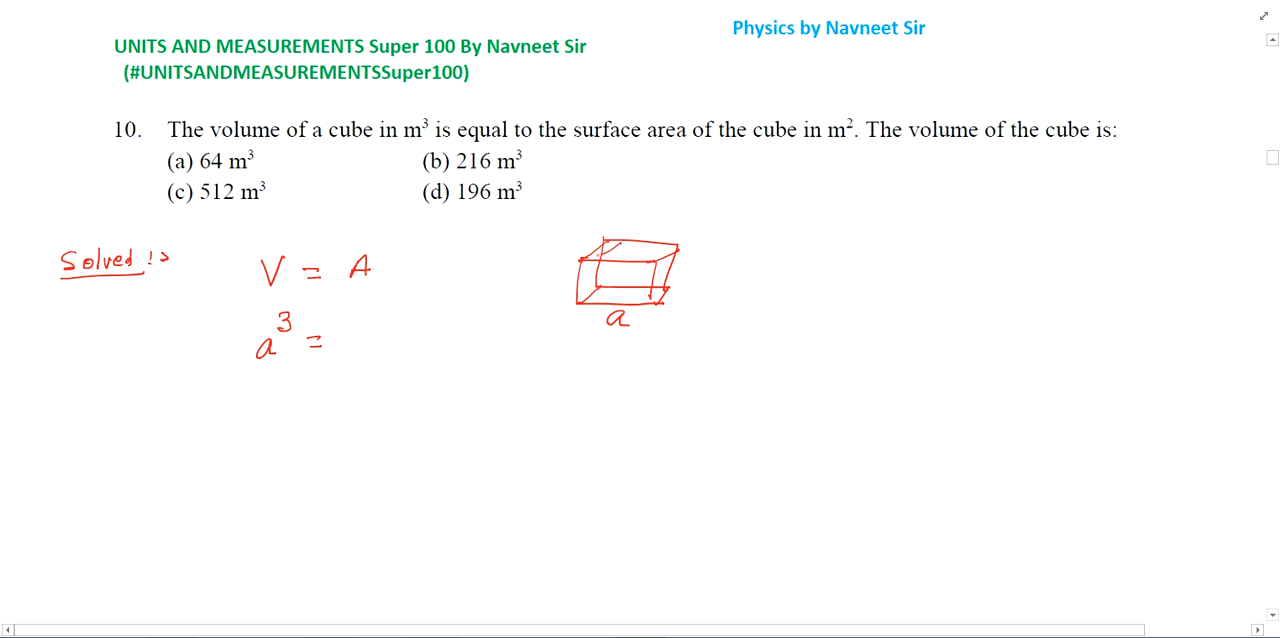 Physics by Navneet Sir
UNITS AND MEASUREMENTS Super 100 By Navneet Sir
(#UNITSANDMEASUREMENTSSuper100)
10. The volume of a cube in m³ is equal to the surface area of the cube in m². The volume of the cube is:
(a) 64 m³ (b) 216 m³
(c) 512 m³ (d) 196 m³
Solved :>
V = A
a³ =
a